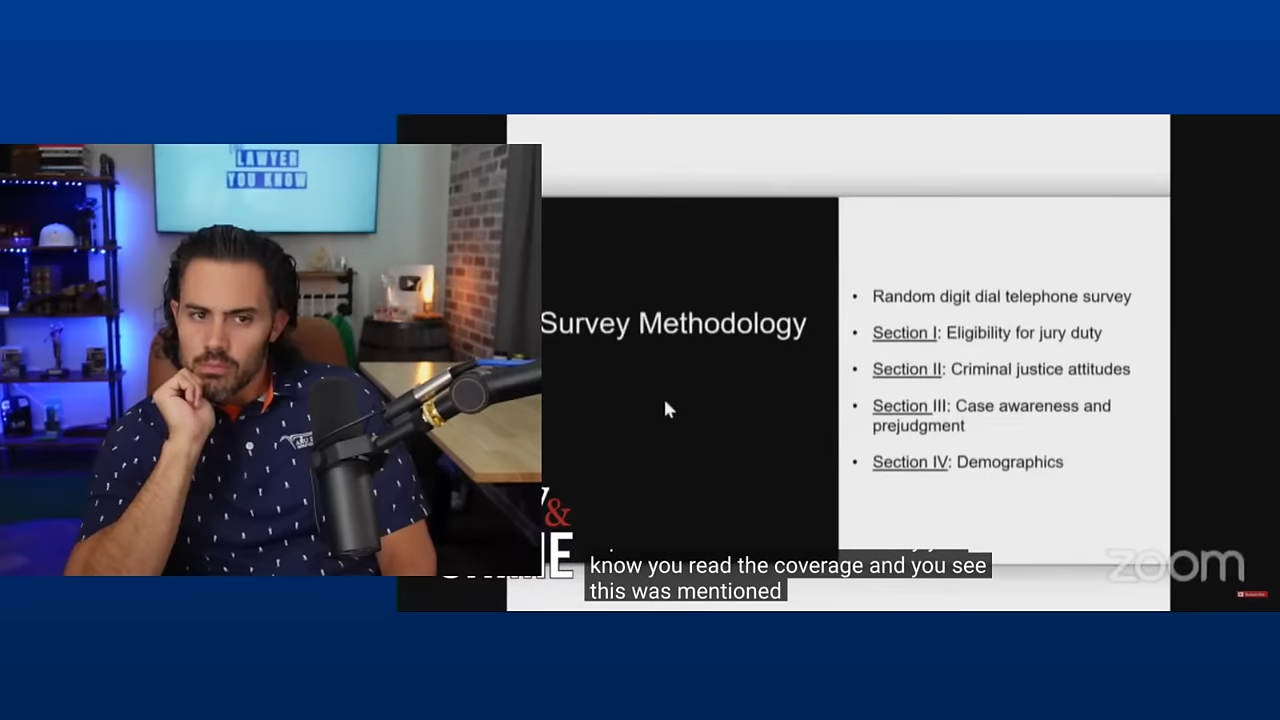 LAWYER
YOU KNOW
Survey Methodology
• Random digit dial telephone survey
• Section I: Eligibility for jury duty
• Section II: Criminal justice attitudes
• Section III: Case awareness and
prejudgment
• Section IV: Demographics
&
know you read the coverage and you see
this was mentioned
zoom
Subscribe